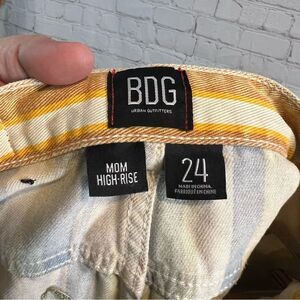 BDG
URBAN OUTFITTERS
MOM
HIGH-RISE
24
MADE IN CHINA
FABRIQUÉ EN CHINE